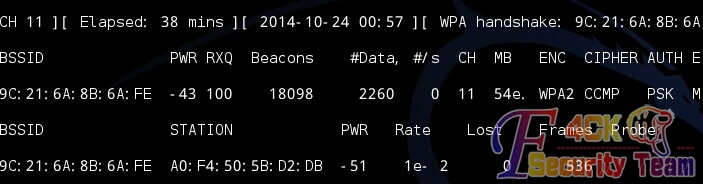 CH 11 ][ Elapsed: 38 mins ][ 2014-10-24 00:57 ][ WPA handshake: 9C:21:6A:8B:6A
BSSID PWR RXQ Beacons #Data, #/s CH MB ENC CIPHER AUTH E
9C:21:6A:8B:6A:FE -43 100 18098 2260 0 11 54e. WPA2 CCMP PSK M
BSSID STATION PWR Rate Lost Frames Probe
9C:21:6A:8B:6A:FE A0:F4:50:5B:D2:DB -51 1e- 2 0 536
F4CK
Security Team